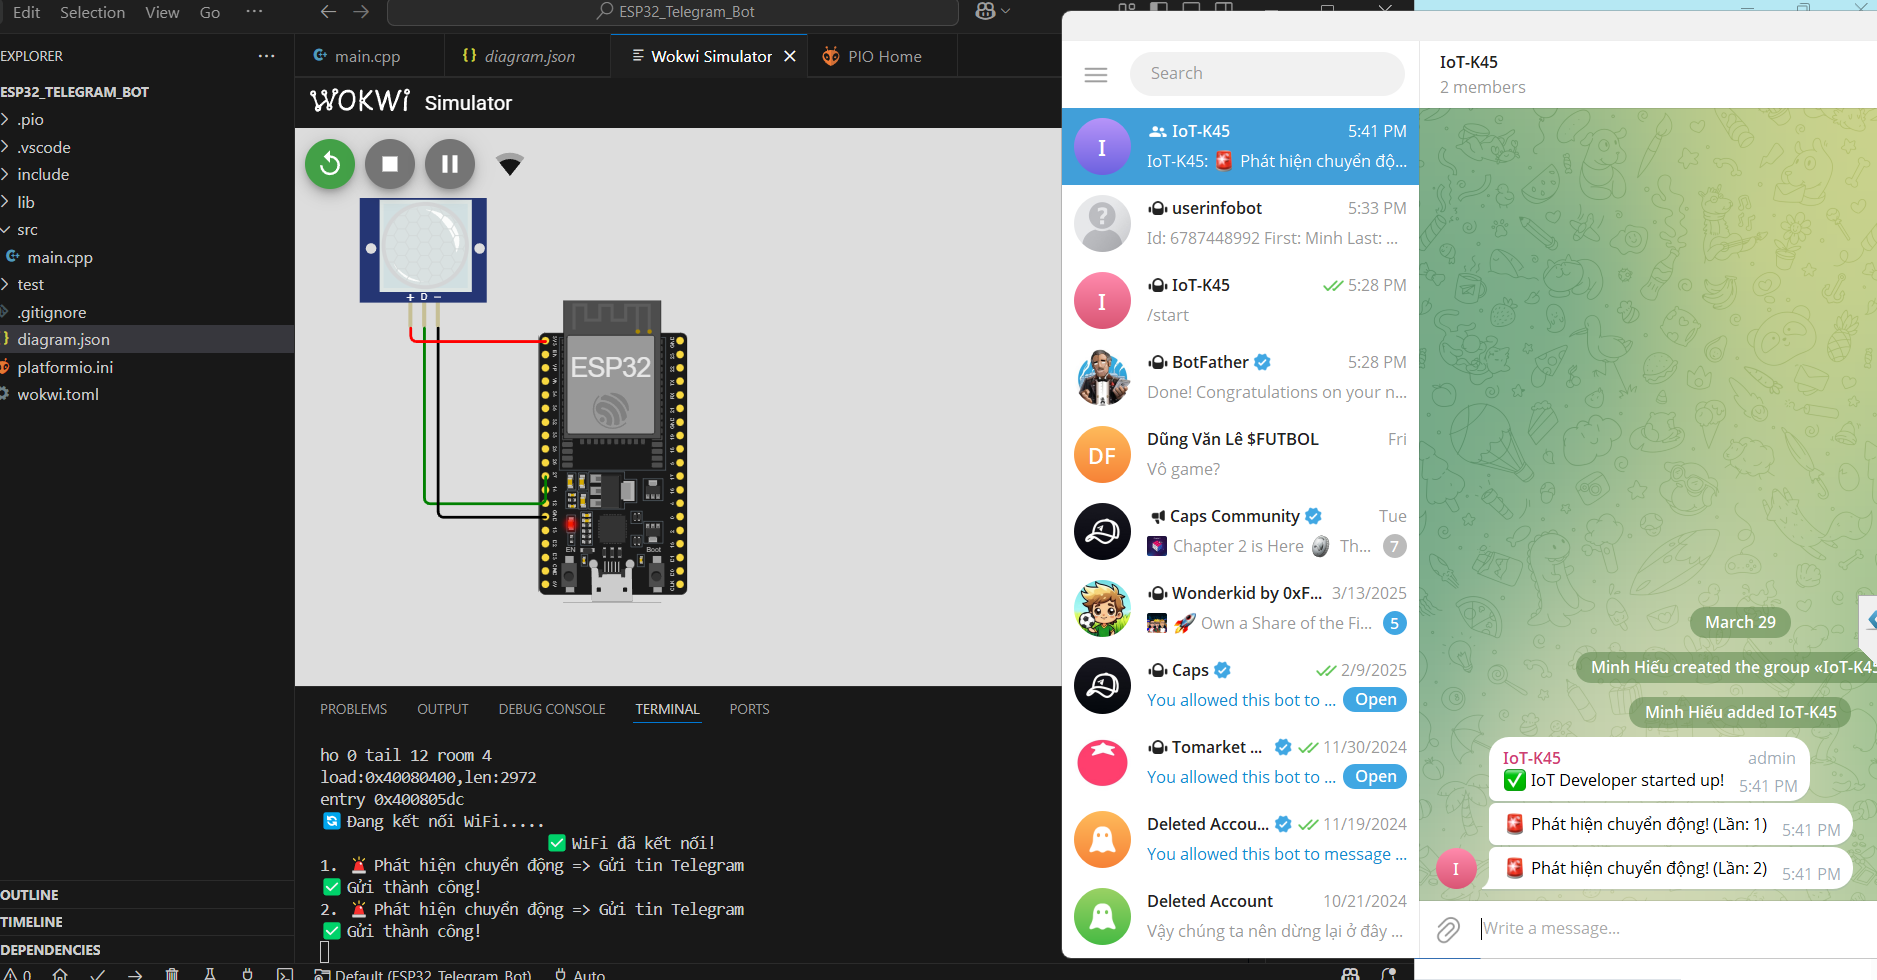 Edit Selection View Go ···
ESP32_Telegram_Bot
EXPLORER ···
ESP32_TELEGRAM_BOT
.pio
.vscode
include
lib
src
main.cpp
test
.gitignore
diagram.json
platformio.ini
wokwi.toml
OUTLINE
TIMELINE
DEPENDENCIES
main.cpp
{} diagram.json
Wokwi Simulator
PIO Home
WOKWI Simulator
+ D −
ESP32
EN
Boot
PROBLEMS OUTPUT DEBUG CONSOLE TERMINAL PORTS
ho 0 tail 12 room 4
load:0x40080400,len:2972
entry 0x400805dc
🔄 Đang kết nối WiFi.....
✅ WiFi đã kết nối!
1. 🚨 Phát hiện chuyển động => Gửi tin Telegram
✅ Gửi thành công!
2. 🚨 Phát hiện chuyển động => Gửi tin Telegram
✅ Gửi thành công!
0
Default (ESP32_Telegram_Bot)
Auto
Search
I
IoT-K45 5:41 PM
IoT-K45: 🚨 Phát hiện chuyển độ...
userinfobot 5:33 PM
Id: 6787448992 First: Minh Last: ...
I
IoT-K45 5:28 PM
/start
BotFather 5:28 PM
Done! Congratulations on your n...
DF
Dũng Văn Lê $FUTBOL Fri
Vô game?
Caps Community Tue
Chapter 2 is Here Th... 7
Wonderkid by 0xF... 3/13/2025
🚀 Own a Share of the Fi... 5
Caps 2/9/2025
You allowed this bot to ... Open
Tomarket ... 11/30/2024
You allowed this bot to ... Open
Deleted Accou... 11/19/2024
You allowed this bot to message ...
Deleted Account 10/21/2024
Vậy chúng ta nên dừng lại ở đây ...
IoT-K45
2 members
March 29
Minh Hiếu created the group «IoT-K45
Minh Hiếu added IoT-K45
IoT-K45 admin
✅ IoT Developer started up! 5:41 PM
🚨 Phát hiện chuyển động! (Lần: 1) 5:41 PM
I
🚨 Phát hiện chuyển động! (Lần: 2) 5:41 PM
Write a message...